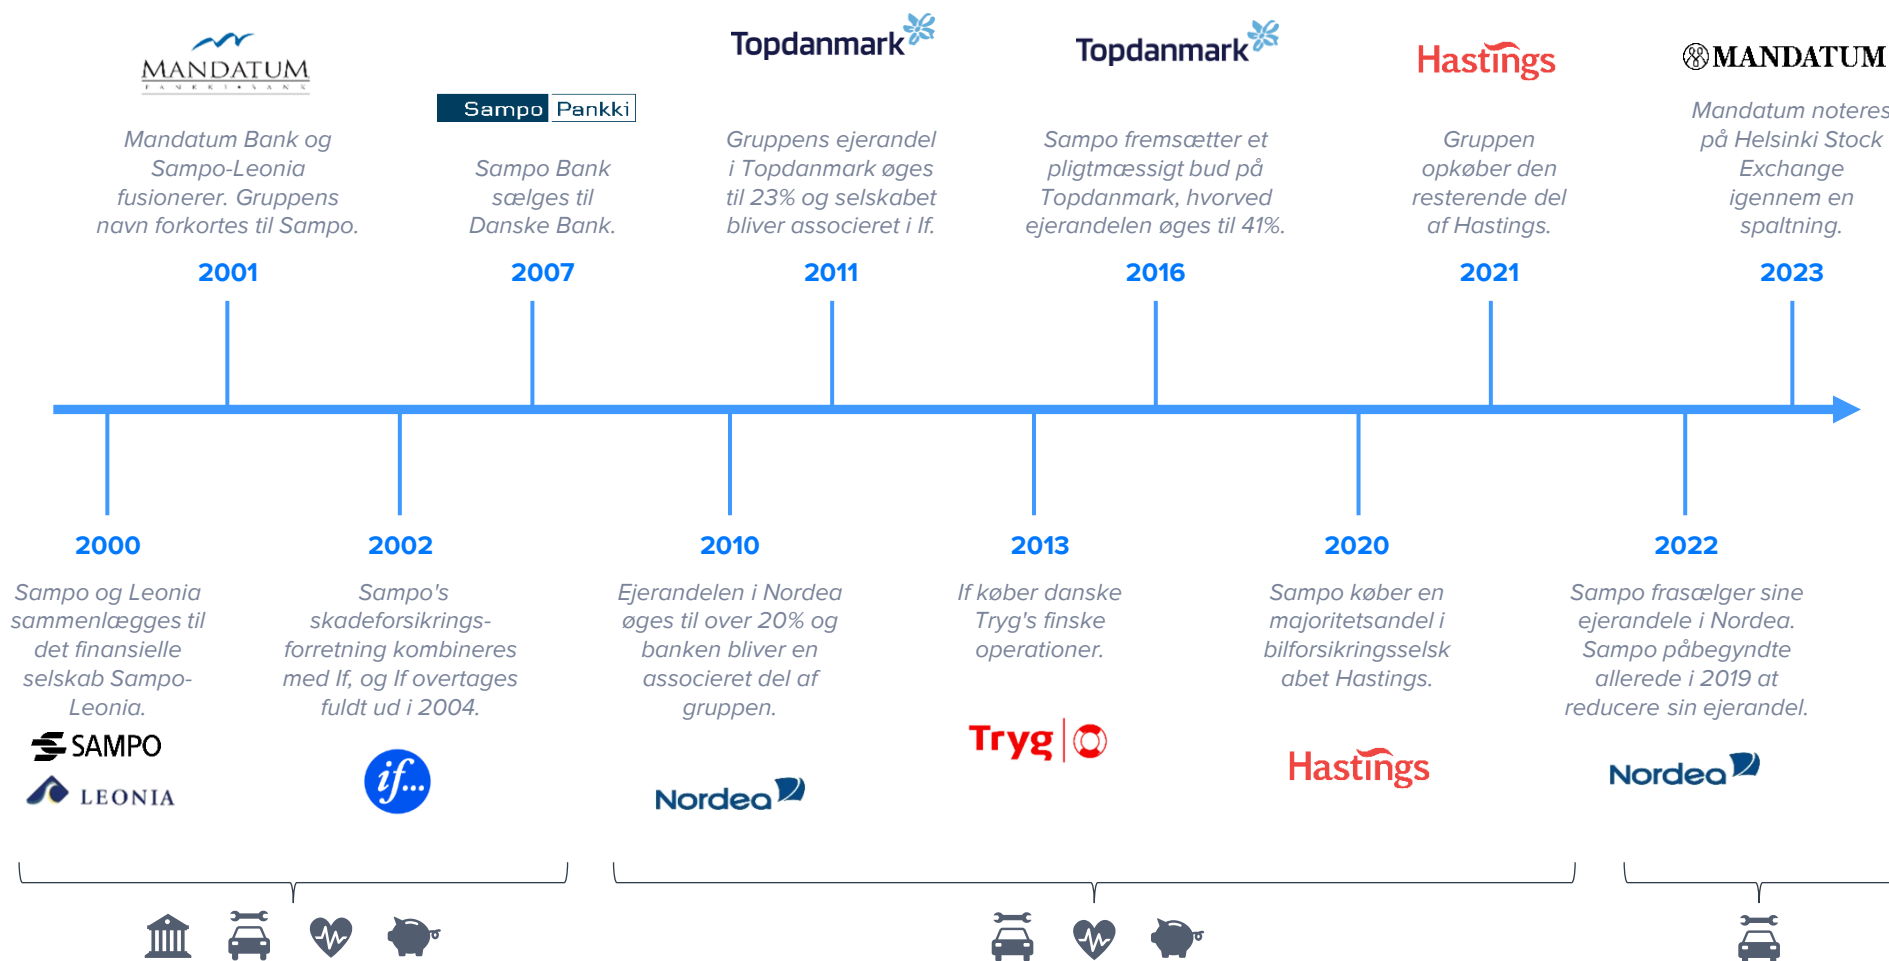 MANDATUM
PANKKI • BANK
Mandatum Bank og
Sampo-Leonia
fusionerer. Gruppens
navn forkortes til Sampo.
2001
Sampo Pankki
Sampo Bank
sælges til
Danske Bank.
2007
Topdanmark
Gruppens ejerandel
i Topdanmark øges
til 23% og selskabet
bliver associeret i If.
2011
Topdanmark
Sampo fremsætter et
pligtmæssigt bud på
Topdanmark, hvorved
ejerandelen øges til 41%.
2016
Hastings
Gruppen
opkøber den
resterende del
af Hastings.
2021
MANDATUM
Mandatum noteres
på Helsinki Stock
Exchange
igennem en
spaltning.
2023
2000
Sampo og Leonia
sammenlægges til
det finansielle
selskab Sampo-
Leonia.
SAMPO
LEONIA
2002
Sampo's
skadeforsikrings-
forretning kombineres
med If, og If overtages
fuldt ud i 2004.
if...
2010
Ejerandelen i Nordea
øges til over 20% og
banken bliver en
associeret del af
gruppen.
Nordea
2013
If køber danske
Tryg's finske
operationer.
Tryg
2020
Sampo køber en
majoritetsandel i
bilforsikringsselsk
abet Hastings.
Hastings
2022
Sampo frasælger sine
ejerandele i Nordea.
Sampo påbegyndte
allerede i 2019 at
reducere sin ejerandel.
Nordea